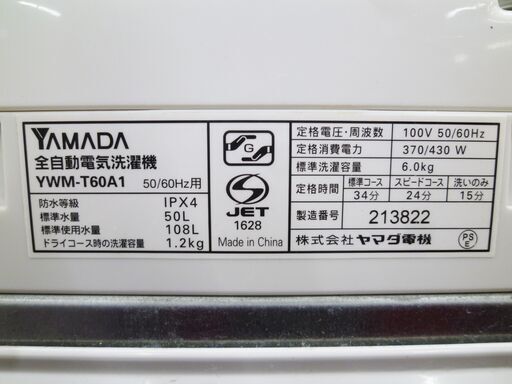 YAMADA
全自動電気洗濯機
YWM-T60A1 50/60Hz用
防水等級 IPX4
標準水量 50L
標準使用水量 108L
ドライコース時の洗濯容量 1.2kg
G
JET
1628
Made in China
定格電圧・周波数 100V 50/60Hz
定格消費電力 370/430 W
標準洗濯容量 6.0kg
定格時間 標準コース スピードコース 洗いのみ
34分 24分 15分
製造番号 213822
株式会社 ヤマダ電機
PS
E